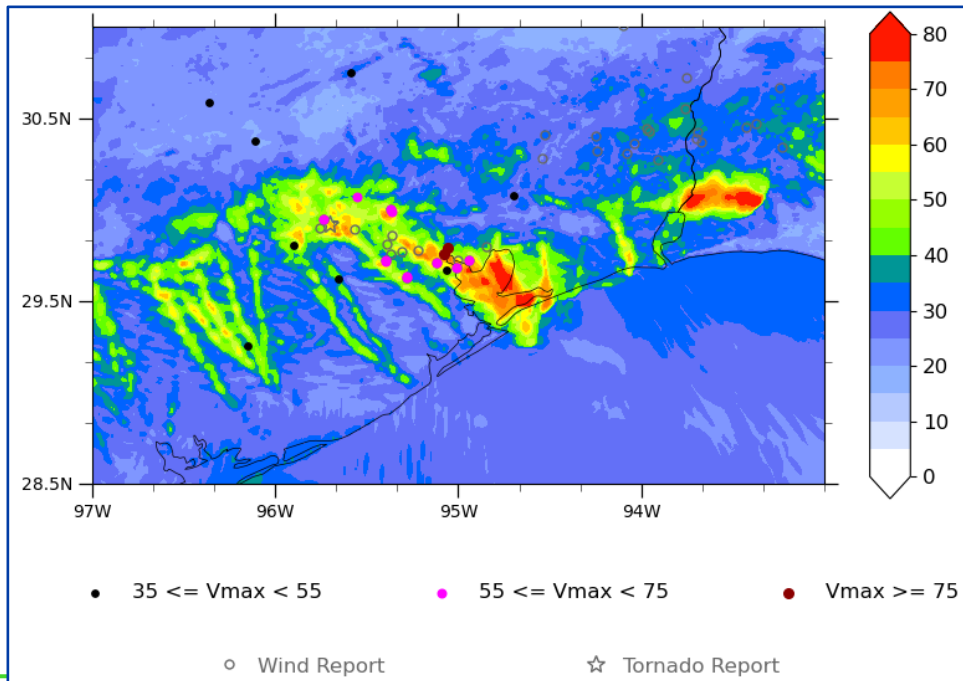 80
70
60
50
40
30
20
10
0
30.5N
29.5N
28.5N
97W 96W 95W 94W
35 <= Vmax < 55 55 <= Vmax < 75 Vmax >= 75
Wind Report Tornado Report